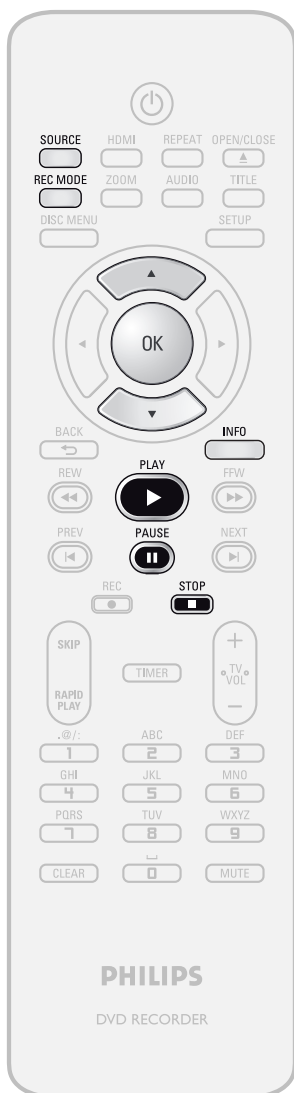 SOURCE HDMI REPEAT OPEN/CLOSE
REC MODE ZOOM AUDIO TITLE
DISC MENU SETUP
OK
BACK INFO
REW PLAY FFW
PREV PAUSE NEXT
REC STOP
SKIP
TIMER
+
TV
VOL
RAPID
PLAY
–
.@/: ABC DEF
1 2 3
GHI JKL MNO
4 5 6
PQRS TUV WXYZ
7 8 9
CLEAR 0 MUTE
PHILIPS
DVD RECORDER